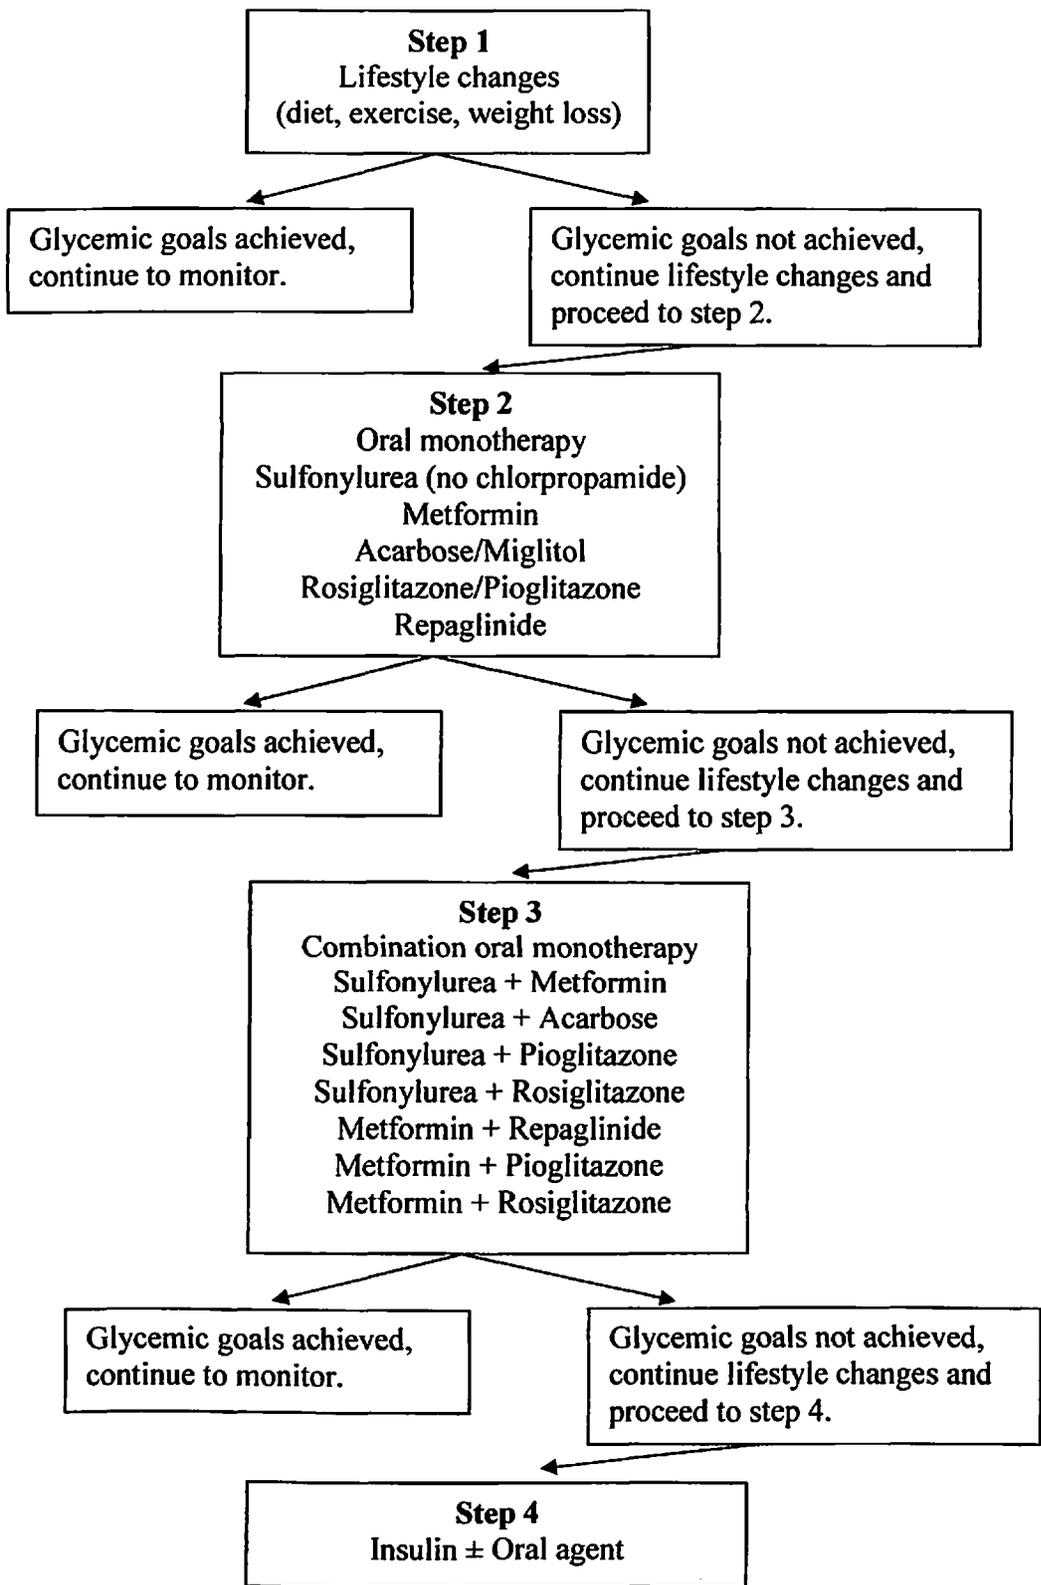 Step 1
Lifestyle changes
(diet, exercise, weight loss)
Glycemic goals achieved,
continue to monitor.
Glycemic goals not achieved,
continue lifestyle changes and
proceed to step 2.
Step 2
Oral monotherapy
Sulfonylurea (no chlorpropamide)
Metformin
Acarbose/Miglitol
Rosiglitazone/Pioglitazone
Repaglinide
Glycemic goals achieved,
continue to monitor.
Glycemic goals not achieved,
continue lifestyle changes and
proceed to step 3.
Step 3
Combination oral monotherapy
Sulfonylurea + Metformin
Sulfonylurea + Acarbose
Sulfonylurea + Pioglitazone
Sulfonylurea + Rosiglitazone
Metformin + Repaglinide
Metformin + Pioglitazone
Metformin + Rosiglitazone
Glycemic goals achieved,
continue to monitor.
Glycemic goals not achieved,
continue lifestyle changes and
proceed to step 4.
Step 4
Insulin ± Oral agent